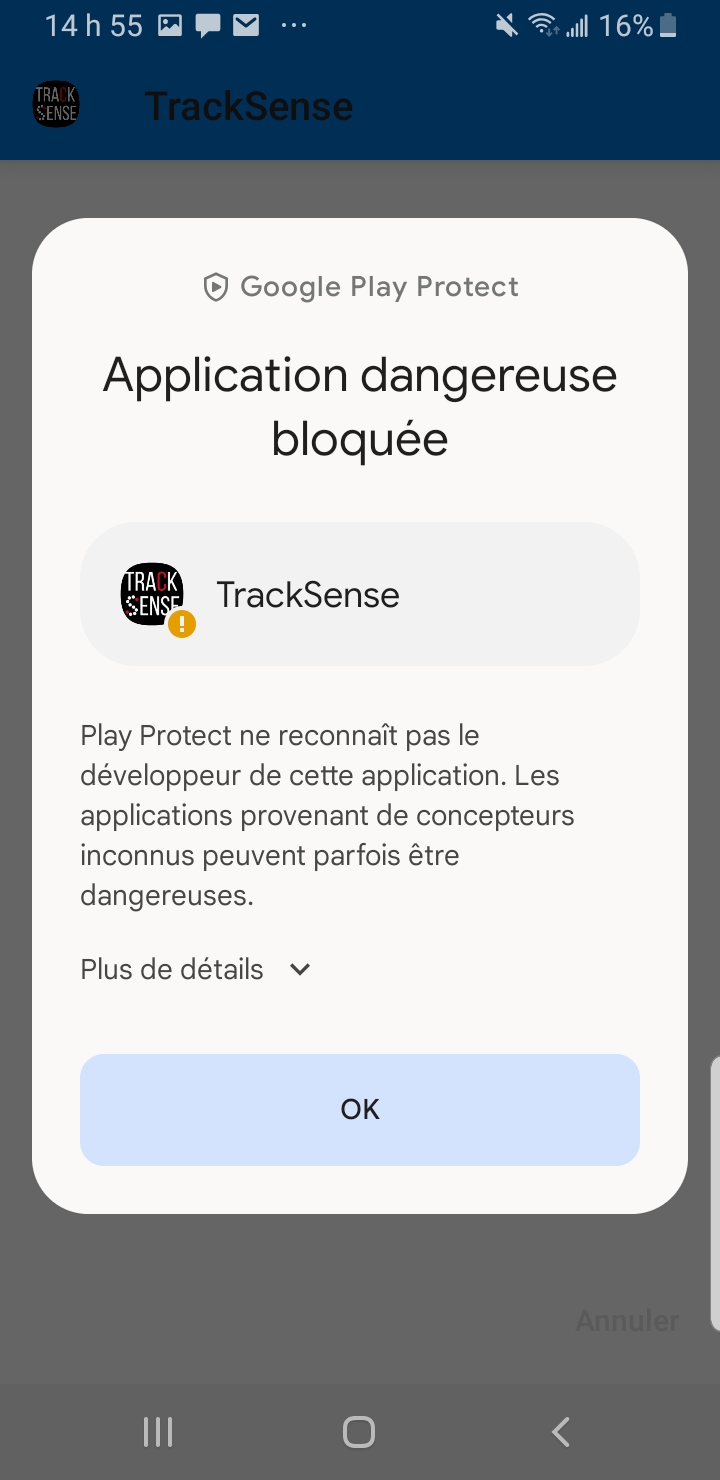 14 h 55
16%
TRACK
SENSE
TrackSense
Google Play Protect
Application dangereuse
bloquée
TRACK
SENSE
TrackSense
Play Protect ne reconnaît pas le
développeur de cette application. Les
applications provenant de concepteurs
inconnus peuvent parfois être
dangereuses.
Plus de détails
OK
Annuler